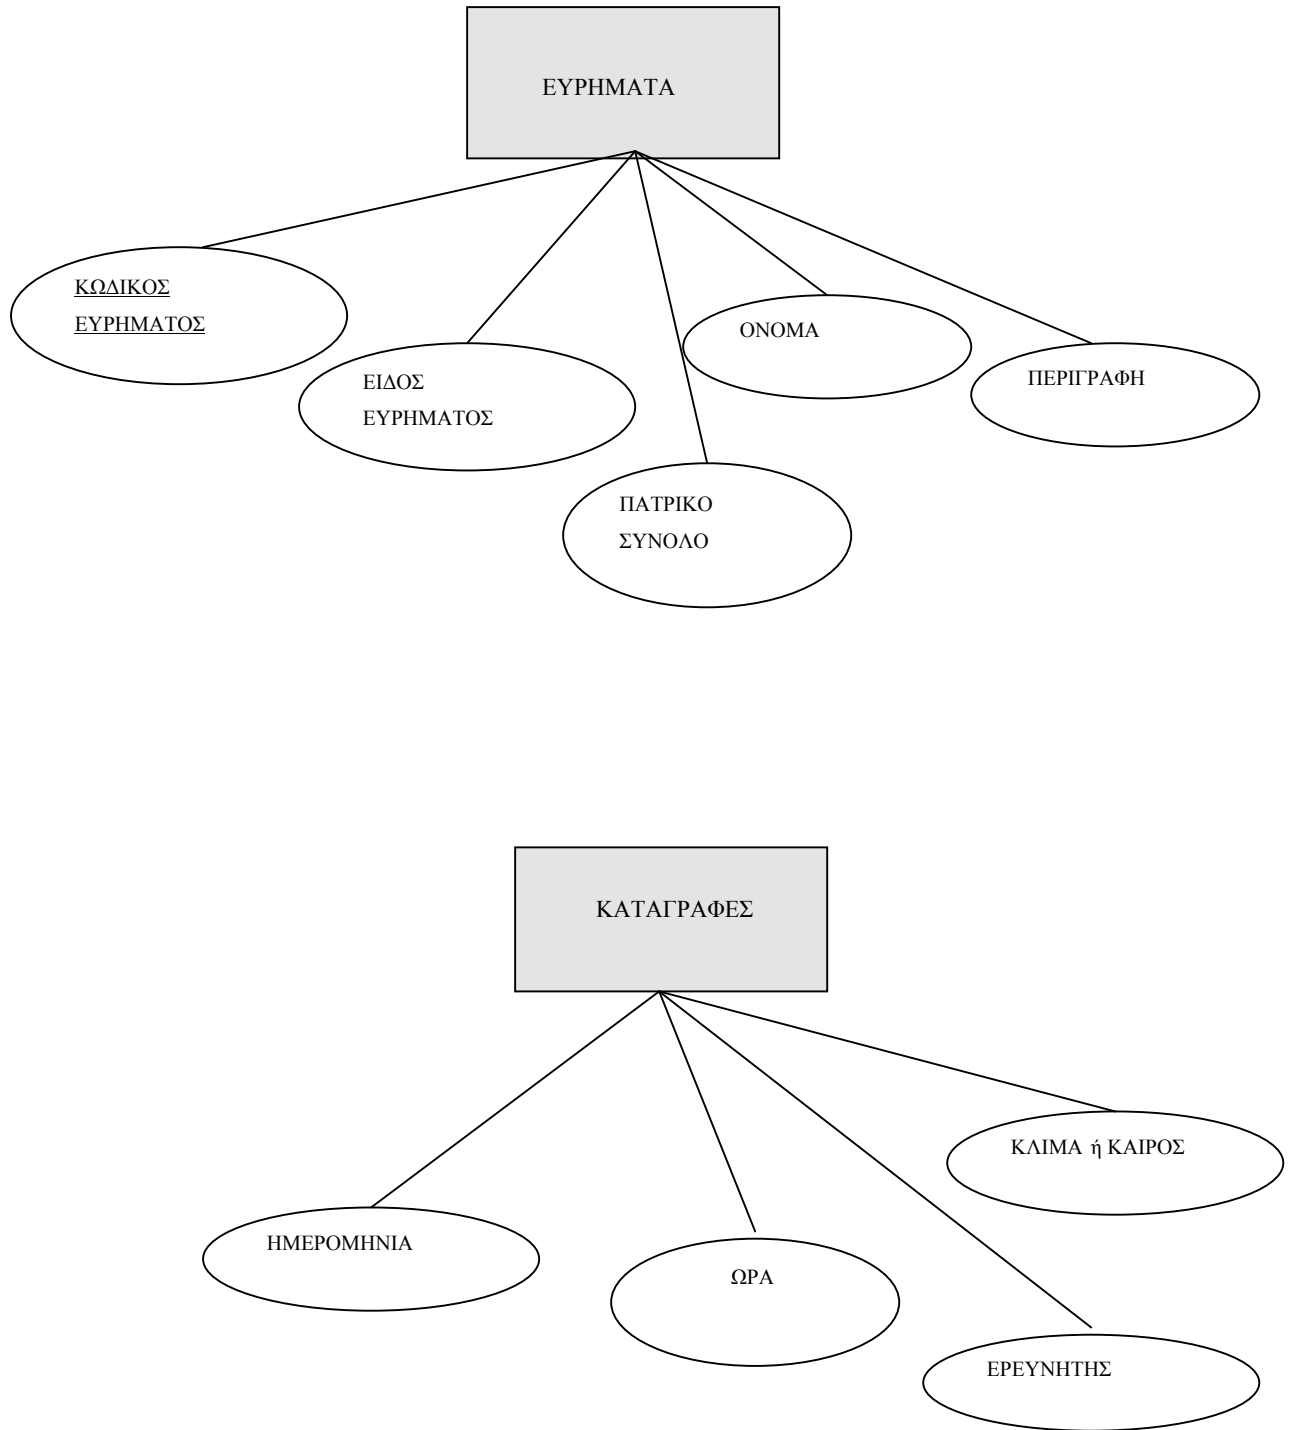 ΕΥΡΗΜΑΤΑ
ΚΩΔΙΚΟΣ
ΕΥΡΗΜΑΤΟΣ
ΕΙΔΟΣ
ΕΥΡΗΜΑΤΟΣ
ΠΑΤΡΙΚΟ
ΣΥΝΟΛΟ
ΟΝΟΜΑ
ΠΕΡΙΓΡΑΦΗ
ΚΑΤΑΓΡΑΦΕΣ
ΗΜΕΡΟΜΗΝΙΑ
ΩΡΑ
ΕΡΕΥΝΗΤΗΣ
ΚΛΙΜΑ ή ΚΑΙΡΟΣ